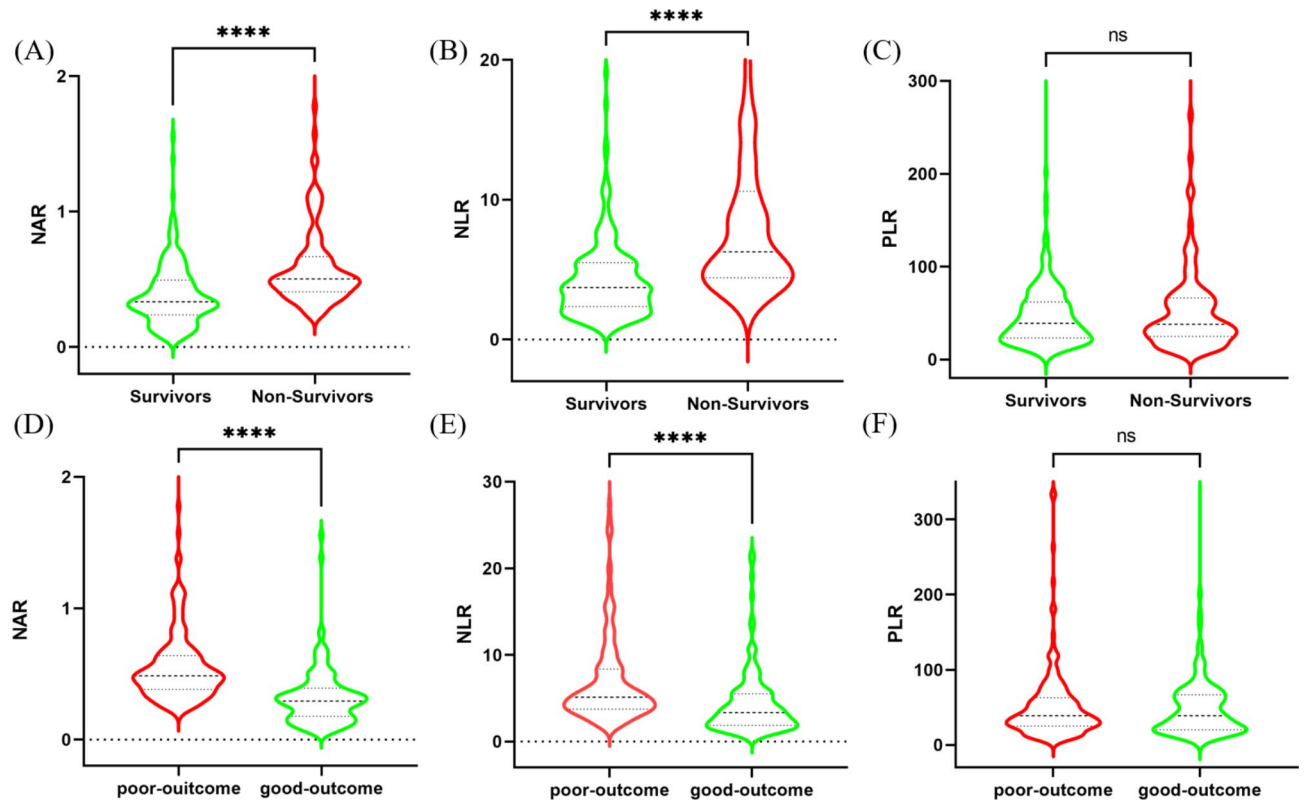 (A)
****
NAR
2
1
0
Survivors Non-Survivors
(B)
****
NLR
20
10
0
Survivors Non-Survivors
(C)
ns
PLR
300
200
100
0
Survivors Non-Survivors
(D)
****
NAR
2
1
0
poor-ouitcome good-outcome
(E)
****
NLR
30
20
10
0
poor-outcome good-outcome
(F)
ns
PLR
300
200
100
0
poor-outcome good-outcome